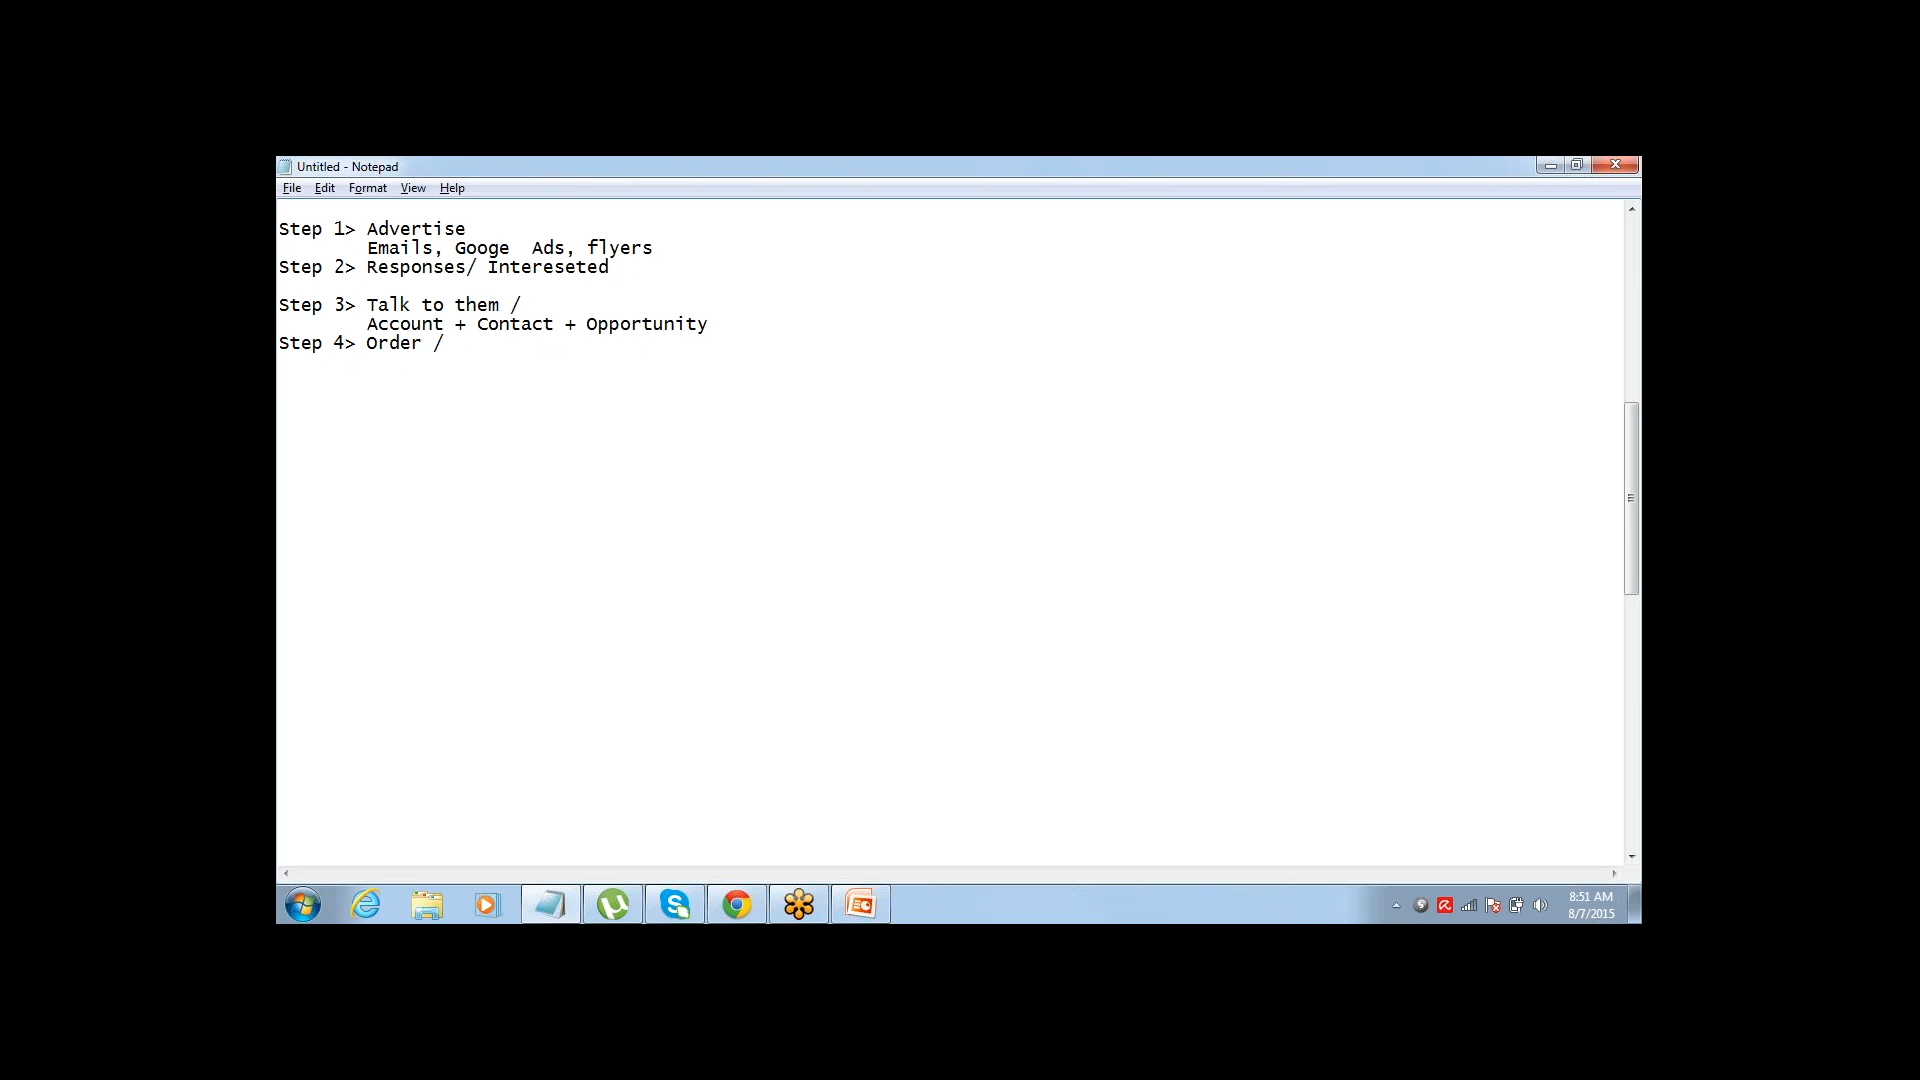 Untitled - Notepad
File Edit Format View Help
Step 1> Advertise
Emails, Googe  Ads, flyers
Step 2> Responses/ Intereseted
Step 3> Talk to them /
Account + Contact + Opportunity
Step 4> Order /
8:51 AM
8/7/2015